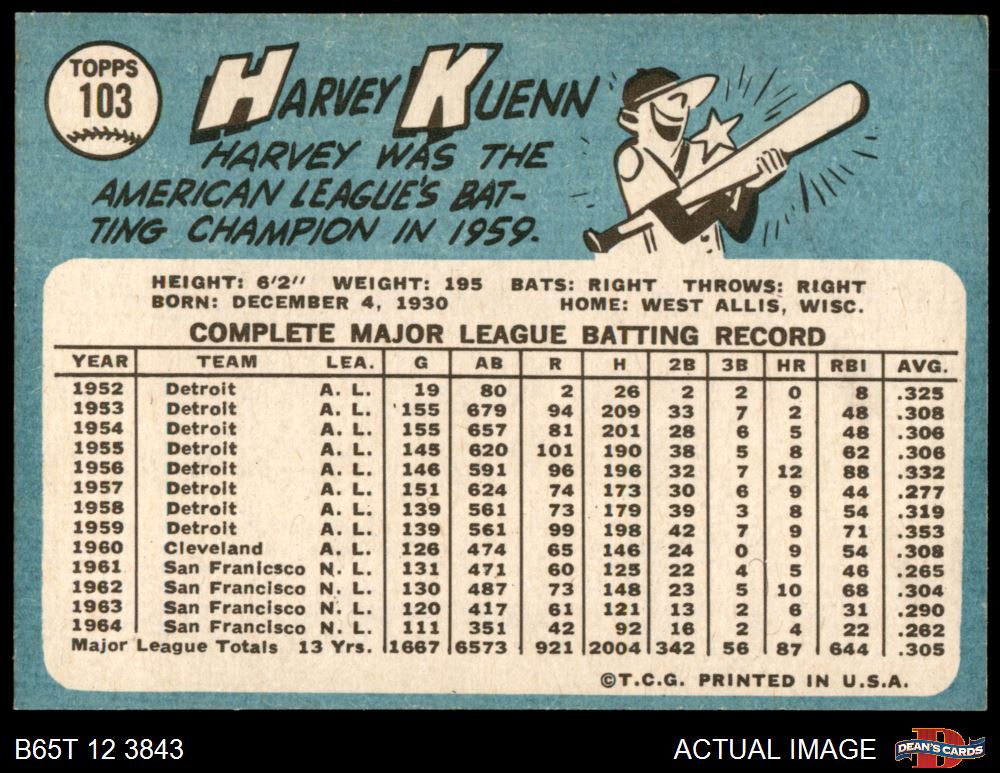 TOPPS
103
HARVEY KUENN
HARVEY WAS THE
AMERICAN LEAGUE'S BAT-
TING CHAMPION IN 1959.
HEIGHT: 6'2" WEIGHT: 195 BATS: RIGHT THROWS: RIGHT
BORN: DECEMBER 4, 1930 HOME: WEST ALLIS, WISC.
COMPLETE MAJOR LEAGUE BATTING RECORD
YEAR TEAM LEA. G AB R H 2B 3B HR RBI AVG.
1952 Detroit A. L. 19 80 2 26 2 2 0 8 .325
1953 Detroit A. L. 155 679 94 209 33 7 2 48 .308
1954 Detroit A. L. 155 657 81 201 28 6 5 48 .306
1955 Detroit A. L. 145 620 101 190 38 5 8 62 .306
1956 Detroit A. L. 146 591 96 196 32 7 12 88 .332
1957 Detroit A. L. 151 624 74 173 30 6 9 44 .277
1958 Detroit A. L. 139 561 73 179 39 3 8 54 .319
1959 Detroit A. L. 139 561 99 198 42 7 9 71 .353
1960 Cleveland A. L. 126 474 65 146 24 0 9 54 .308
1961 San Franicsco N. L. 131 471 60 125 22 4 5 46 .265
1962 San Francisco N. L. 130 487 73 148 23 5 10 68 .304
1963 San Francisco N. L. 120 417 61 121 13 2 6 31 .290
1964 San Francisco N. L. 111 351 42 92 16 2 4 22 .262
Major League Totals 13 Yrs. 1667 6573 921 2004 342 56 87 644 .305
©T.C.G. PRINTED IN U.S.A.
B65T 12 3843 ACTUAL IMAGE D DEAN'S CARDS